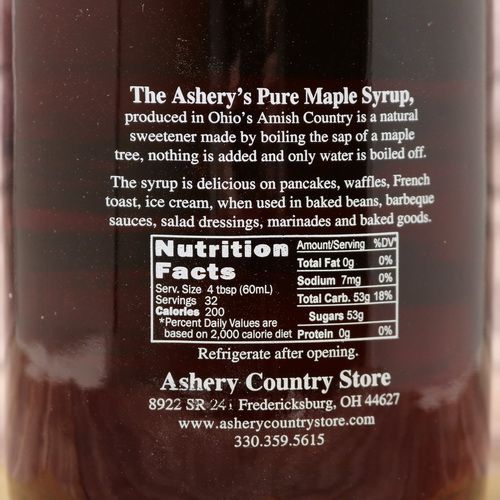 The Ashery's Pure Maple Syrup,
produced in Ohio's Amish Country is a natural
sweetener made by boiling the sap of a maple
tree, nothing is added and only water is boiled off.
The syrup is delicious on pancakes, waffles, French
toast, ice cream, when used in baked beans, barbeque
sauces, salad dressings, marinades and baked goods.
Nutrition
Facts
Serv. Size 4 tbsp (60mL)
Servings 32
Calories 200
*Percent Daily Values are
based on 2,000 calorie diet
Amount/Serving %DV*
Total Fat 0g 0%
Sodium 7mg 0%
Total Carb. 53g 18%
Sugars 53g
Protein 0g 0%
Refrigerate after opening.
Ashery Country Store
8922 SR 241 Fredericksburg, OH 44627
www.asherycountrystore.com
330.359.5615